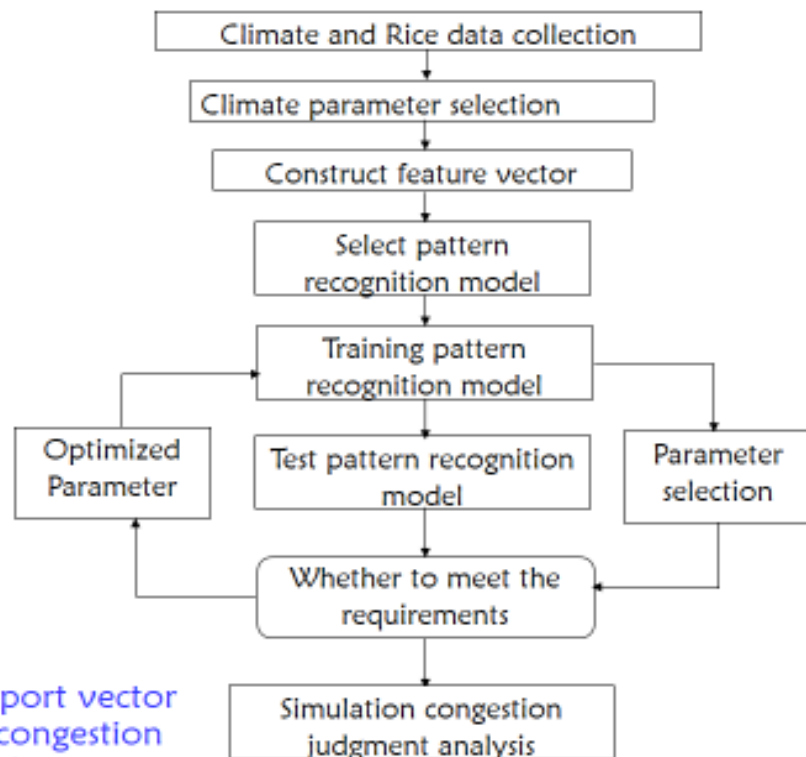 Climate and Rice data collection
Climate parameter selection
Construct feature vector
Select pattern
recognition model
Training pattern
recognition model
Optimized
Parameter
Test pattern recognition
model
Parameter
selection
Whether to meet the
requirements
port vector
congestion
Simulation congestion
judgment analysis